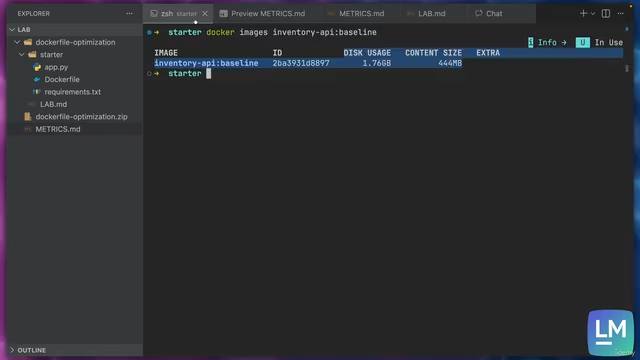 EXPLORER
LAB
dockerfile-optimization
starter
app.py
Dockerfile
requirements.txt
LAB.md
dockerfile-optimization.zip
METRICS.md
OUTLINE
zsh starter
Preview METRICS.md
METRICS.md
LAB.md
Chat
starter docker images inventory-api:baseline
i Info → U In Use
IMAGE ID DISK USAGE CONTENT SIZE EXTRA
inventory-api:baseline 2ba3931d8897 1.76GB 444MB
starter
LM